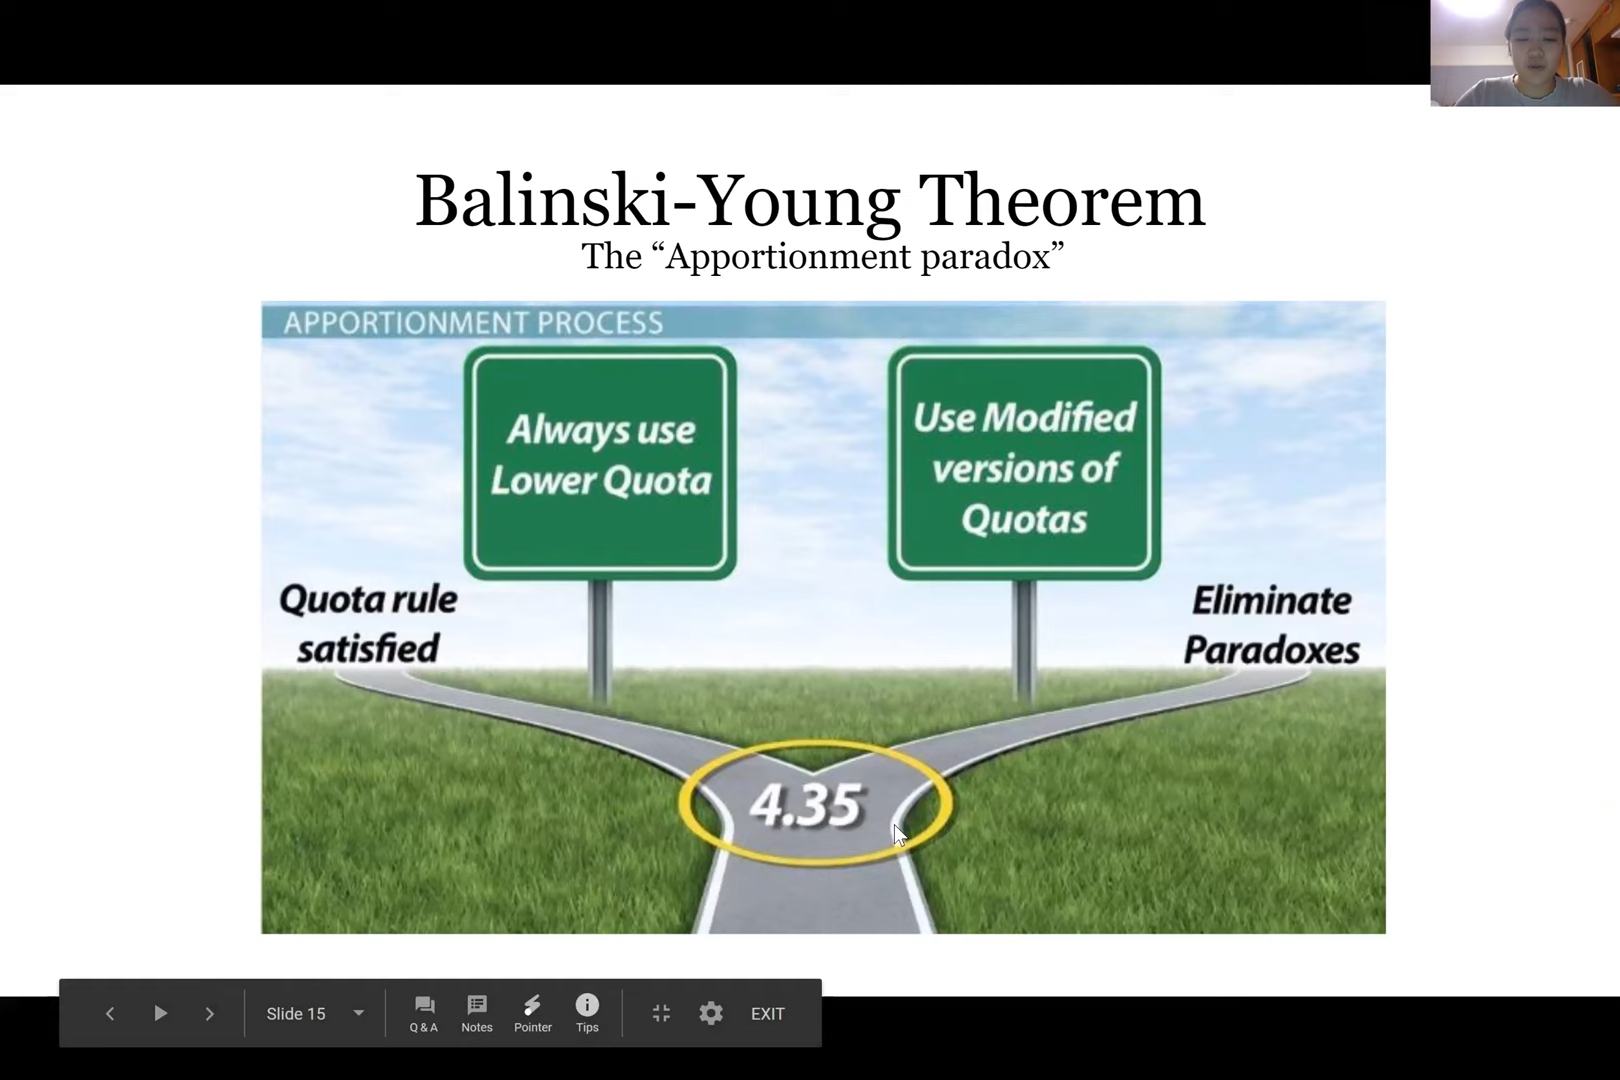 Balinski-Young Theorem
The “Apportionment paradox”
APPORTIONMENT PROCESS
Always use
Lower Quota
Use Modified
versions of
Quotas
Quota rule
satisfied
Eliminate
Paradoxes
4.35
Slide 15
Q & A
Notes
Pointer
Tips
EXIT